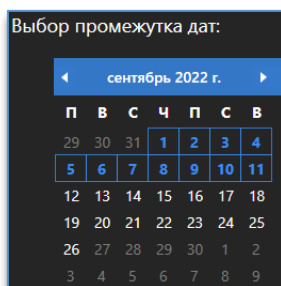 Выбор промежутка дат:
сентябрь 2022 г.
П В С Ч П С В
29 30 31 1 2 3 4
5 6 7 8 9 10 11
12 13 14 15 16 17 18
19 20 21 22 23 24 25
26 27 28 29 30 1 2
3 4 5 6 7 8 9